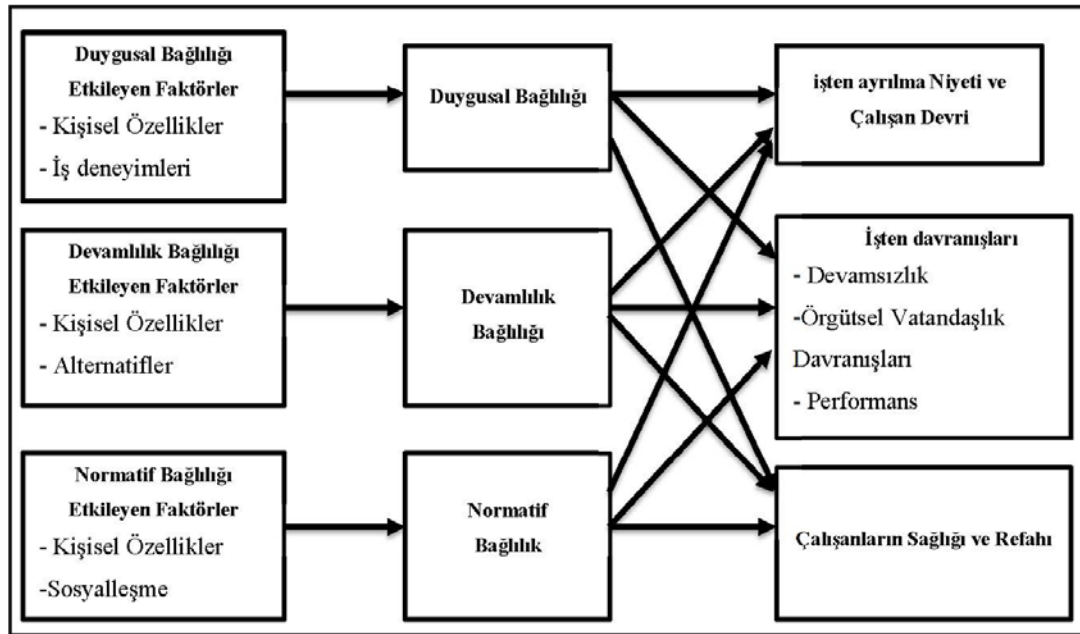 Duygusal Bağlılığı
Etkileyen Faktörler
- Kişisel Özellikler
- İş deneyimleri
Duygusal Bağlılığı
işten ayrılma Niyeti ve
Çalışan Devri
Devamlılık Bağlılığı
Etkileyen Faktörler
- Kişisel Özellikler
- Alternatifler
Devamlılık
Bağlılığı
İşten davranışları
- Devamsızlık
-Örgütsel Vatandaşlık
Davranışları
- Performans
Normatif Bağlılığı
Etkileyen Faktörler
- Kişisel Özellikler
-Sosyalleşme
Normatif
Bağlılık
Çalışanların Sağlığı ve Refahı